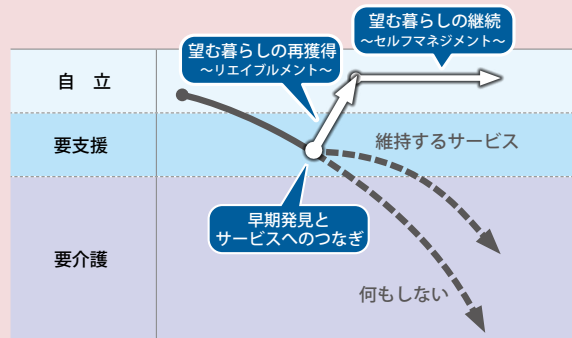 望む暮らしの継続
～セルフマネジメント～
望む暮らしの再獲得
～リエイブルメント～
自 立
要支援
維持するサービス
早期発見と
サービスへのつなぎ
要介護
何もしない